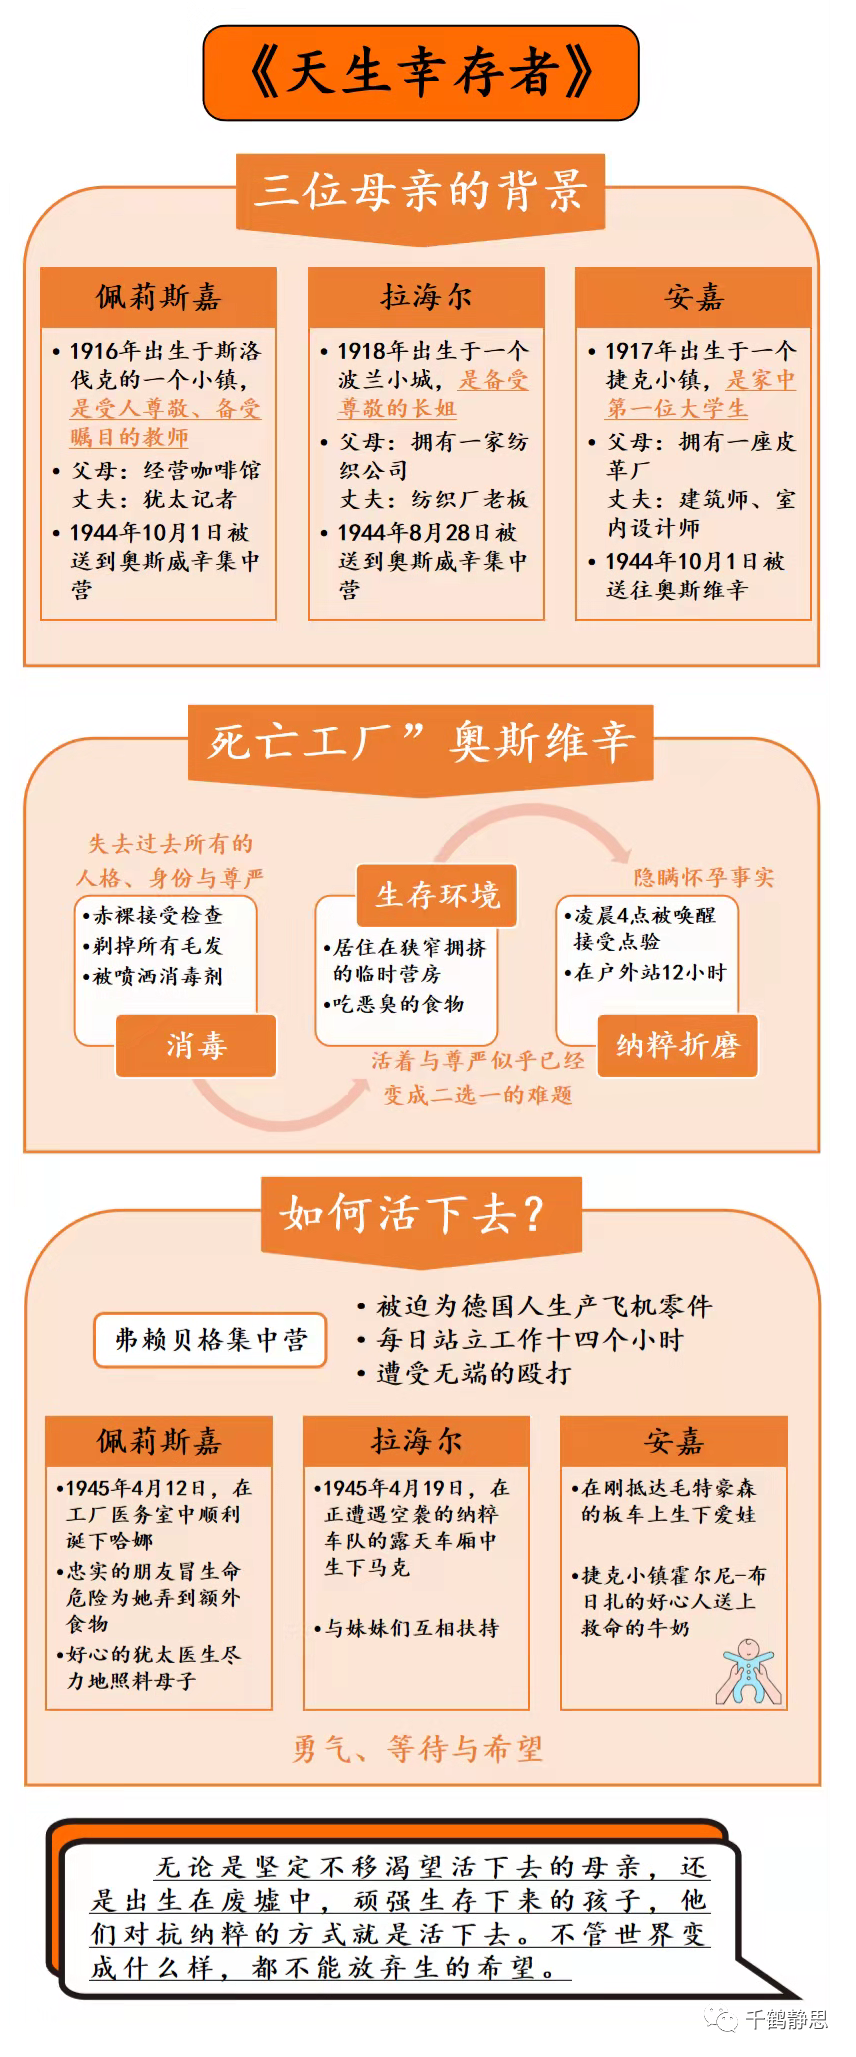 《天生幸存者》
三位母亲的背景
佩莉斯嘉
• 1916年出生于斯洛
伐克的一个小镇，
是受人尊敬、备受
瞩目的教师
• 父母：经营咖啡馆
丈夫：犹太记者
• 1944年10月1日被
送到奥斯威辛集中
营
拉海尔
• 1918年出生于一个
波兰小城，是备受
尊敬的长姐
• 父母：拥有一家纺
织公司
丈夫：纺织厂老板
• 1944年8月28日被
送到奥斯威辛集中
营
安嘉
• 1917年出生于一个
捷克小镇，是家中
第一位大学生
• 父母：拥有一座皮
革厂
丈夫：建筑师、室
内设计师
• 1944年10月1日被
送往奥斯维辛
死亡工厂”奥斯维辛
失去过去所有的
人格、身份与尊严
•赤裸接受检查
•剃掉所有毛发
•被喷洒消毒剂
消毒
生存环境
•居住在狭窄拥挤
的临时营房
•吃恶臭的食物
活着与尊严似乎已经
变成二选一的难题
隐瞒怀孕事实
•凌晨4点被唤醒
接受点验
•在户外站12小时
纳粹折磨
如何活下去？
弗赖贝格集中营
• 被迫为德国人生产飞机零件
• 每日站立工作十四个小时
• 遭受无端的殴打
佩莉斯嘉
•1945年4月12日，在
工厂医务室中顺利
诞下哈娜
•忠实的朋友冒生命
危险为她弄到额外
食物
•好心的犹太医生尽
力地照料母子
拉海尔
•1945年4月19日，在
正遭遇空袭的纳粹
车队的露天车厢中
生下马克
•与妹妹们互相扶持
安嘉
•在刚抵达毛特豪森
的板车上生下爱娃
•捷克小镇霍尔尼-布
日扎的好心人送上
救命的牛奶
勇气、等待与希望
无论是坚定不移渴望活下去的母亲，还
是出生在废墟中，顽强生存下来的孩子，他
们对抗纳粹的方式就是活下去。不管世界变
成什么样，都不能放弃生的希望。
千鹤静思